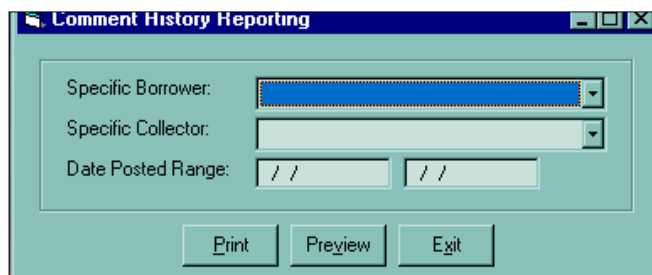 Comment History Reporting
Specific Borrower:
Specific Collector:
Date Posted Range: / / / /
Print Preview Exit